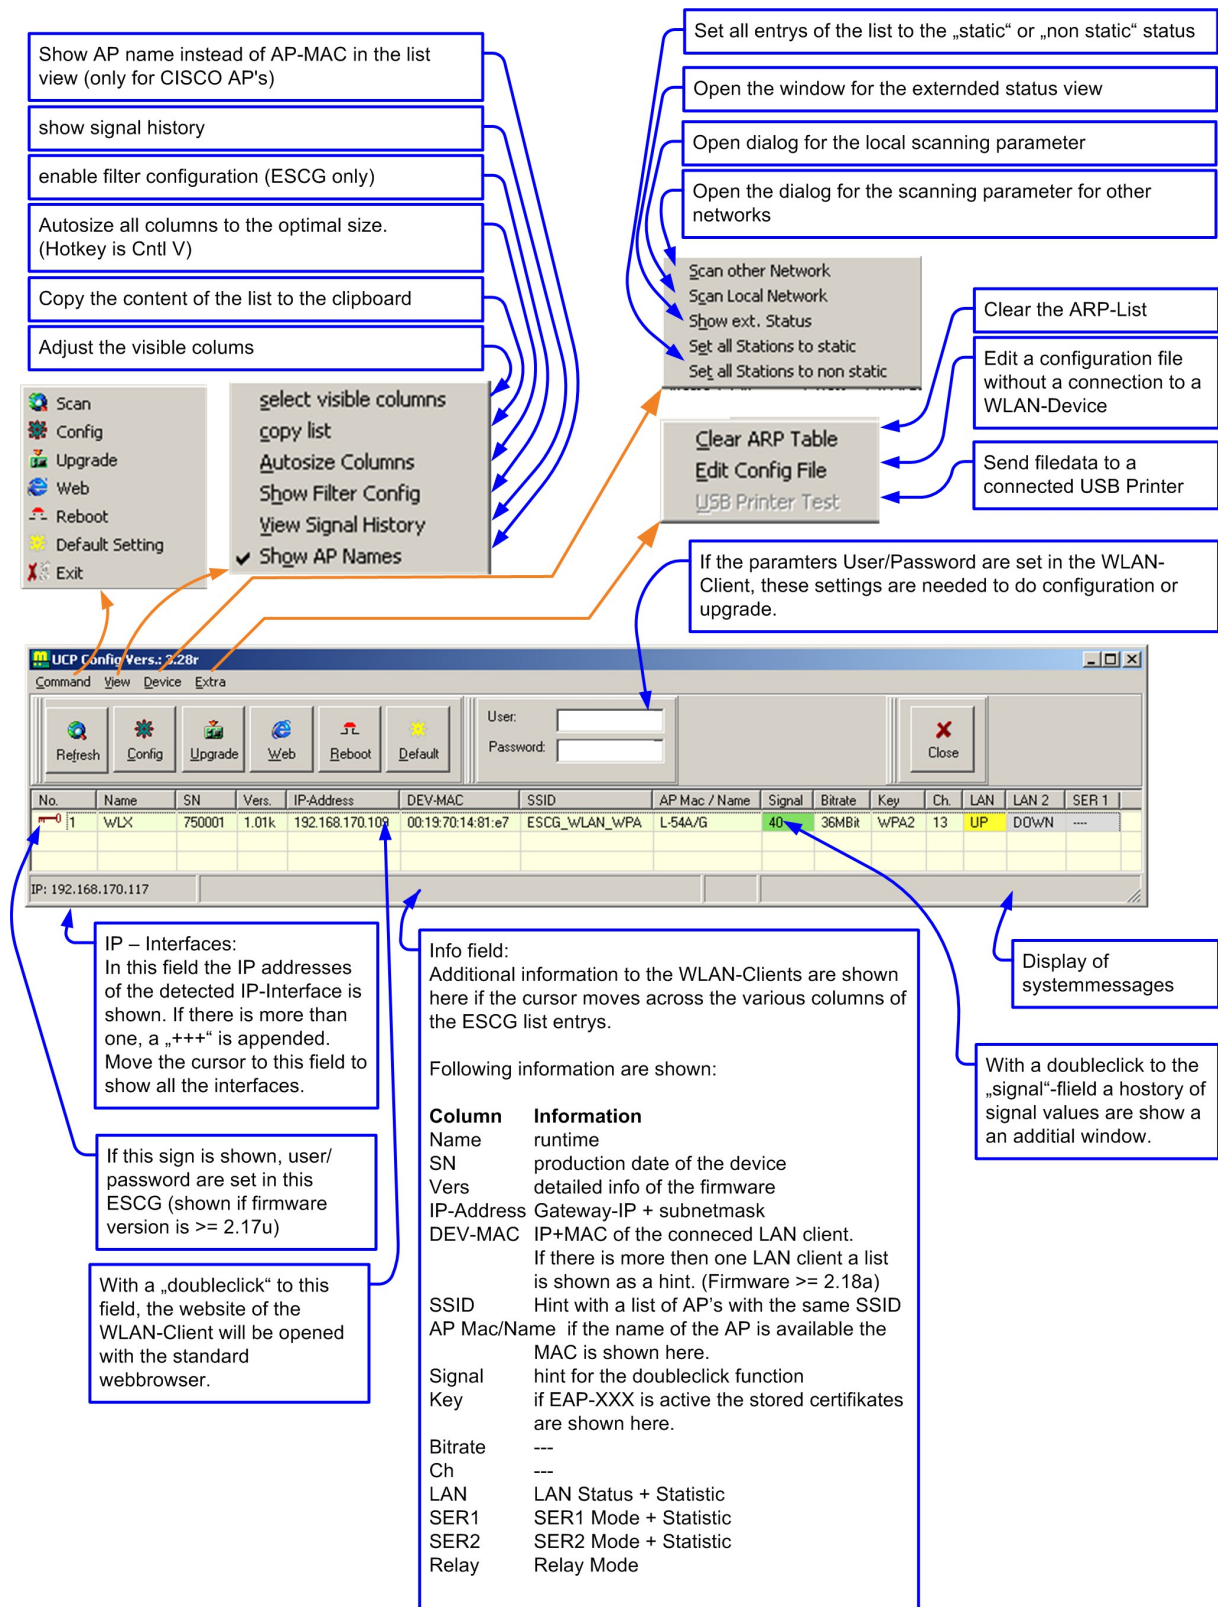 Show AP name instead of AP-MAC in the list
view (only for CISCO AP's)
show signal history
enable filter configuration (ESCG only)
Autosize all columns to the optimal size.
(Hotkey is Cntl V)
Copy the content of the list to the clipboard
Adjust the visible colums
Set all entrys of the list to the „static“ or „non static“ status
Open the window for the externded status view
Open dialog for the local scanning parameter
Open the dialog for the scanning parameter for other
networks
Scan other Network
Scan Local Network
Show ext. Status
Set all Stations to static
Set all Stations to non static
Clear the ARP-List
Edit a configuration file
without a connection to a
WLAN-Device
Send filedata to a
connected USB Printer
Scan
Config
Upgrade
Web
Reboot
Default Setting
Exit
select visible columns
copy list
Autosize Columns
Show Filter Config
View Signal History
Show AP Names
Clear ARP Table
Edit Config File
USB Printer Test
If the paramters User/Password are set in the WLAN-
Client, these settings are needed to do configuration or
upgrade.
UCP Config Vers.: 3.28r
Command View Device Extra
Refresh Config Upgrade Web Reboot Default
User:
Password:
Close
No. Name SN Vers. IP-Address DEV-MAC SSID AP Mac / Name Signal Bitrate Key Ch. LAN LAN 2 SER 1
1 WLX 750001 1.01k 192.168.170.109 00:19:70:14:81:e7 ESCG_WLAN_WPA L-54A/G 40 36MBit WPA2 13 UP DOWN ----
IP: 192.168.170.117
IP – Interfaces:
In this field the IP addresses
of the detected IP-Interface is
shown. If there is more than
one, a „+++“ is appended.
Move the cursor to this field to
show all the interfaces.
If this sign is shown, user/
password are set in this
ESCG (shown if firmware
version is >= 2.17u)
With a „doubleclick“ to this
field, the website of the
WLAN-Client will be opened
with the standard
webbrowser.
Info field:
Additional information to the WLAN-Clients are shown
here if the cursor moves across the various columns of
the ESCG list entrys.
Following information are shown:
Column Information
Name runtime
SN production date of the device
Vers detailed info of the firmware
IP-Address Gateway-IP + subnetmask
DEV-MAC IP+MAC of the conneced LAN client.
If there is more then one LAN client a list
is shown as a hint. (Firmware >= 2.18a)
SSID Hint with a list of AP's with the same SSID
AP Mac/Name if the name of the AP is available the
MAC is shown here.
Signal hint for the doubleclick function
Key if EAP-XXX is active the stored certifikates
are shown here.
Bitrate ---
Ch ---
LAN LAN Status + Statistic
SER1 SER1 Mode + Statistic
SER2 SER2 Mode + Statistic
Relay Relay Mode
Display of
systemmessages
With a doubleclick to the
„signal“-flield a hostory of
signal values are show a
an additial window.